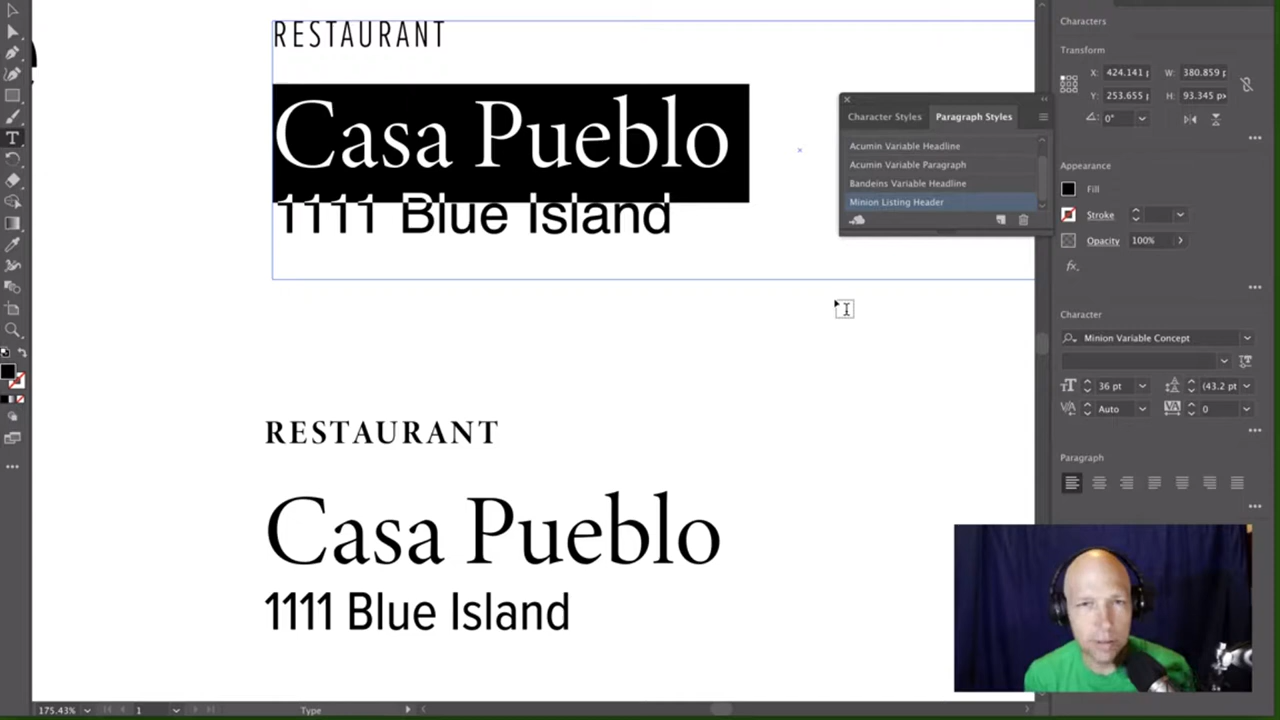 RESTAURANT
Casa Pueblo
1111 Blue Island
RESTAURANT
Casa Pueblo
1111 Blue Island
Character Styles
Paragraph Styles
Acumin Variable Headline
Acumin Variable Paragraph
Bandeins Variable Headline
Minion Listing Header
Characters
Transform
X: 424.141 W: 380.859
Y: 253.655 H: 93.345 px
0°
Appearance
Fill
Stroke
Opacity 100%
fx
Character
Minion Variable Concept
36 pt (43.2 pt
Auto 0
Paragraph
175.43% 1 Type